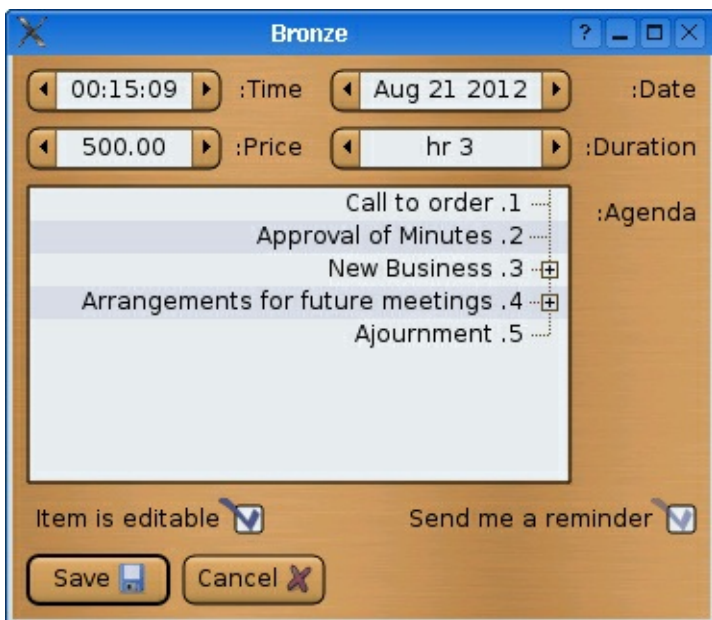 Bronze
00:15:09 :Time Aug 21 2012 :Date
500.00 :Price hr 3 :Duration
:Agenda
Call to order .1
Approval of Minutes .2
New Business .3
Arrangements for future meetings .4
Ajournment .5
Item is editable Send me a reminder
Save Cancel